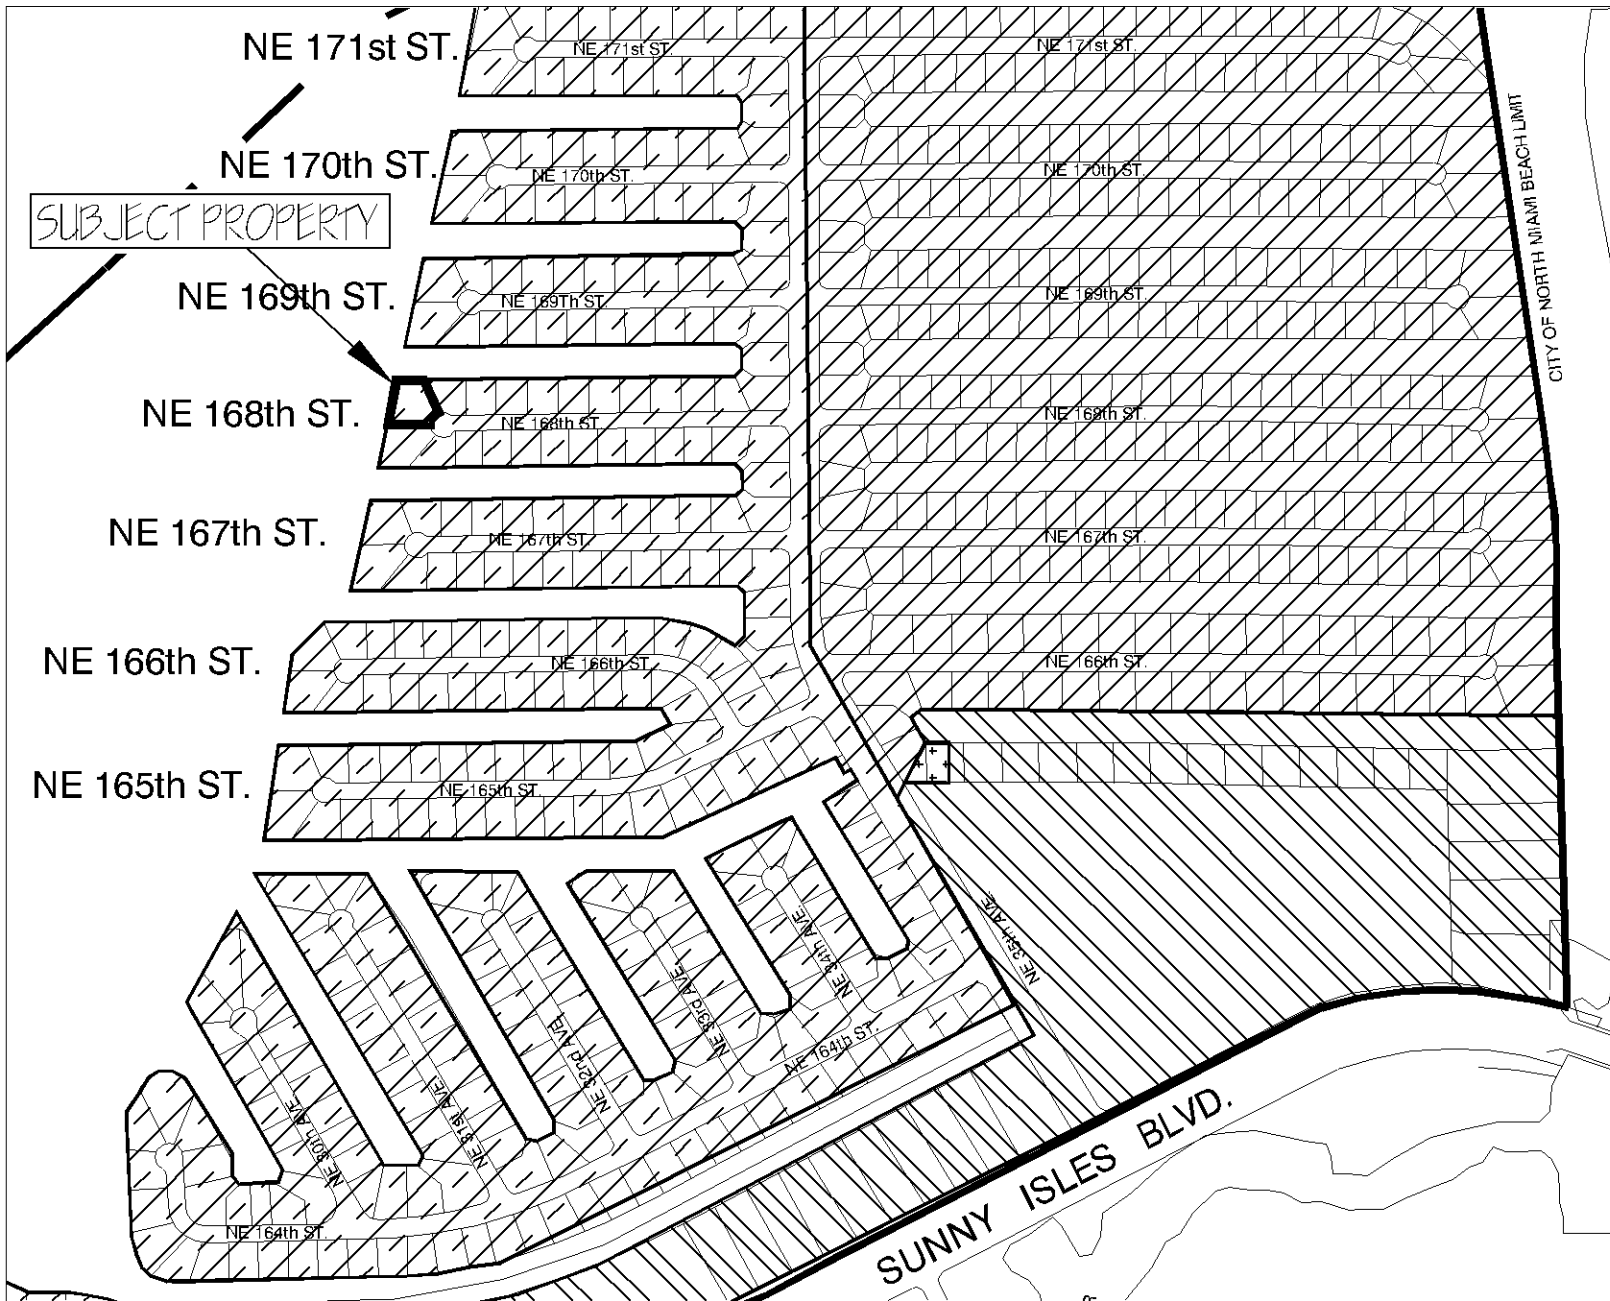 NE 171st ST.
NE 171st ST.
NE 171st ST.
NE 170th ST.
NE 170th ST.
NE 170th ST.
SUBJECT PROPERTY
CITY OF NORTH MIAMI BEACH LIMIT
NE 169th ST.
NE 169Th ST.
NE 169th ST.
NE 168th ST.
NE 168th ST.
NE 168th ST.
NE 167th ST.
NE 167th ST.
NE 167th ST.
NE 166th ST.
NE 166th ST.
NE 166th ST.
NE 165th ST.
NE 165th ST.
NE 35th AVE.
NE 34th AVE.
NE 33rd AVE.
NE 32nd AVE.
NE 31st AVE.
NE 30th AVE.
NE 164th ST.
NE 164th ST.
SUNNY ISLES BLVD.